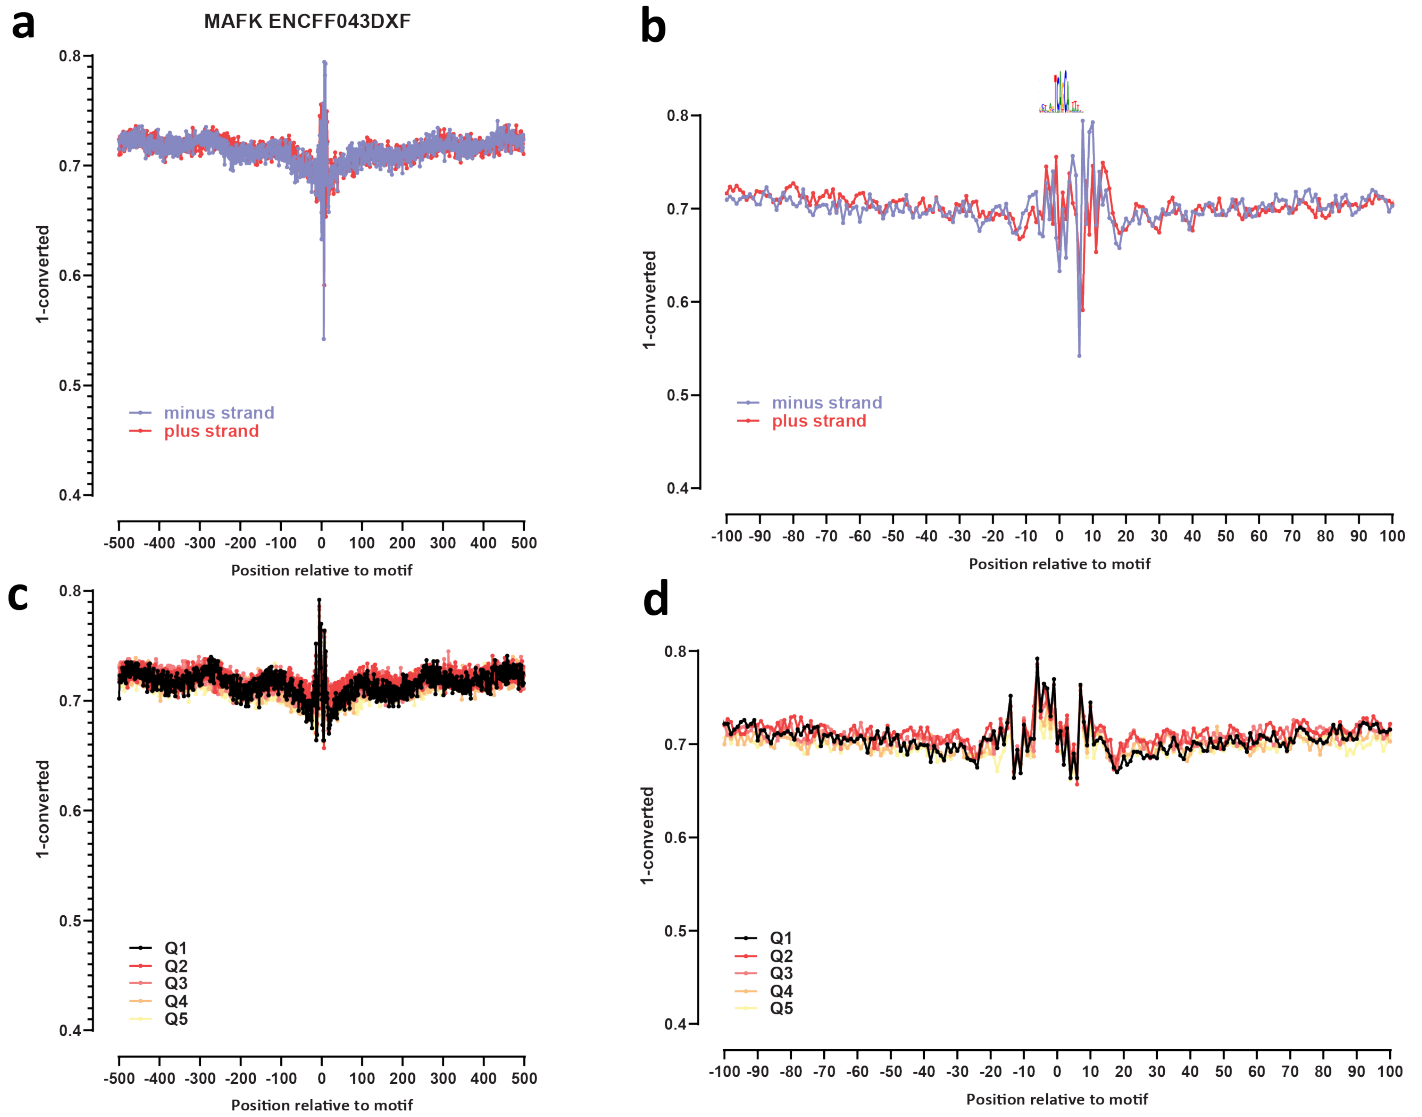 a
MAFK ENCFF043DXF
0.8
0.7
0.6
0.5
0.4
1-converted
minus strand
plus strand
-500 -400 -300 -200 -100 0 100 200 300 400 500
Position relative to motif
b
0.8
0.7
0.6
0.5
0.4
1-converted
minus strand
plus strand
-100 -90 -80 -70 -60 -50 -40 -30 -20 -10 0 10 20 30 40 50 60 70 80 90 100
Position relative to motif
c
0.8
0.7
0.6
0.5
0.4
1-converted
Q1
Q2
Q3
Q4
Q5
-500 -400 -300 -200 -100 0 100 200 300 400 500
Position relative to motif
d
0.8
0.7
0.6
0.5
0.4
1-converted
Q1
Q2
Q3
Q4
Q5
-100 -90 -80 -70 -60 -50 -40 -30 -20 -10 0 10 20 30 40 50 60 70 80 90 100
Position relative to motif